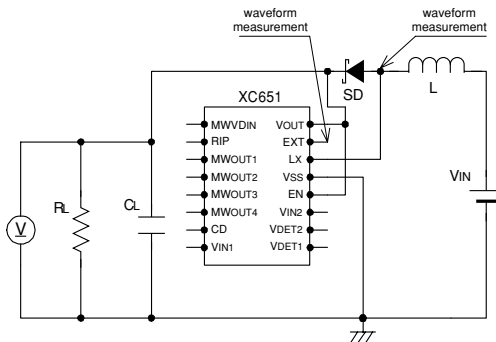 waveform
measurement
waveform
measurement
SD
L
XC651
MWVDIN
VOUT
RIP
EXT
MWOUT1
LX
MWOUT2
VSS
MWOUT3
EN
MWOUT4
VIN2
CD
VDET2
VIN1
VDET1
VIN
RL
CL
V